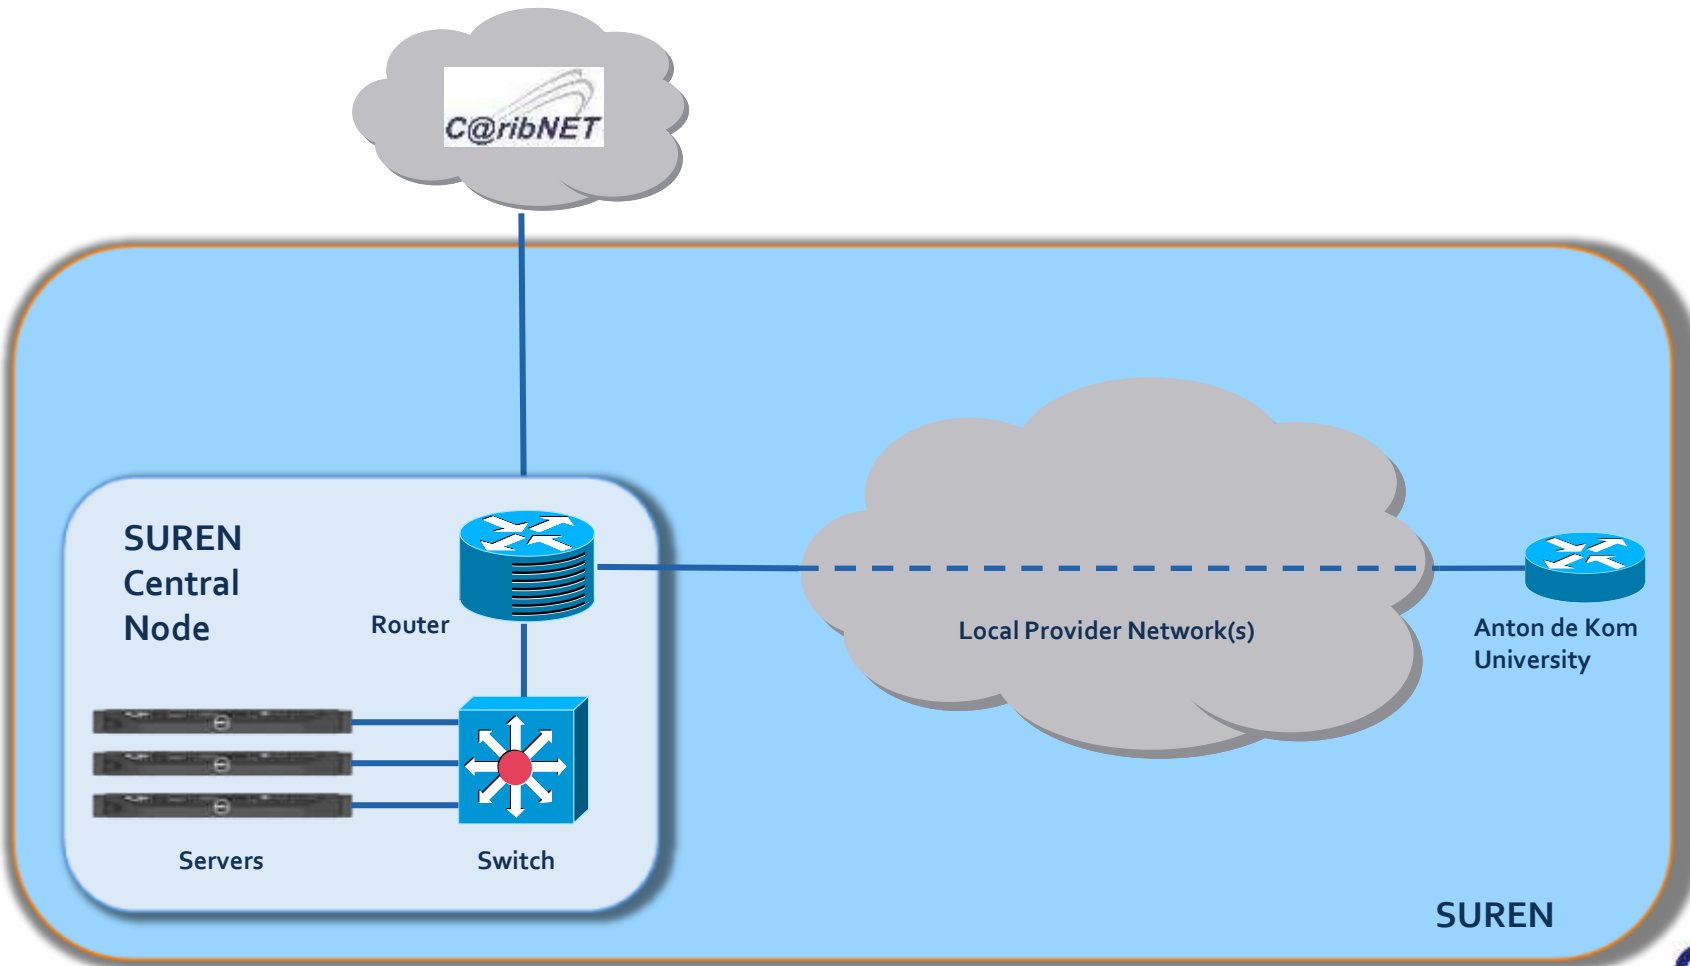 C@ribNET
SUREN
Central
Node
Router
Local Provider Network(s)
Anton de Kom
University
Servers
Switch
SUREN